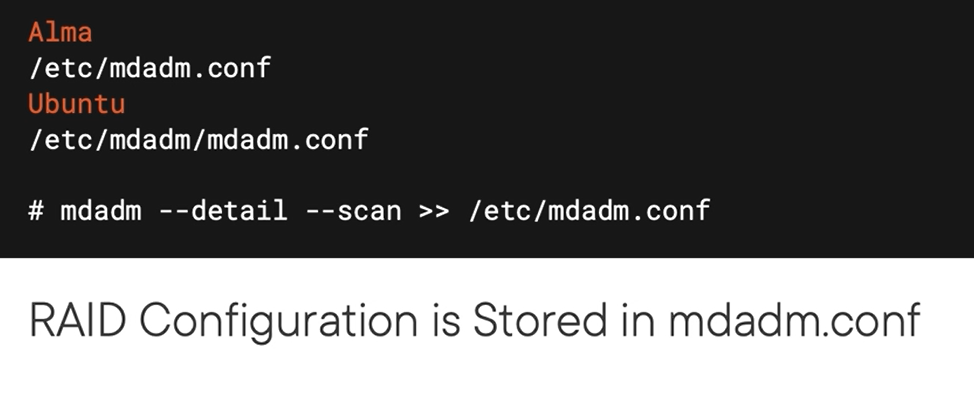 Alma
/etc/mdadm.conf
Ubuntu
/etc/mdadm/mdadm.conf
# mdadm --detail --scan >> /etc/mdadm.conf
RAID Configuration is Stored in mdadm.conf